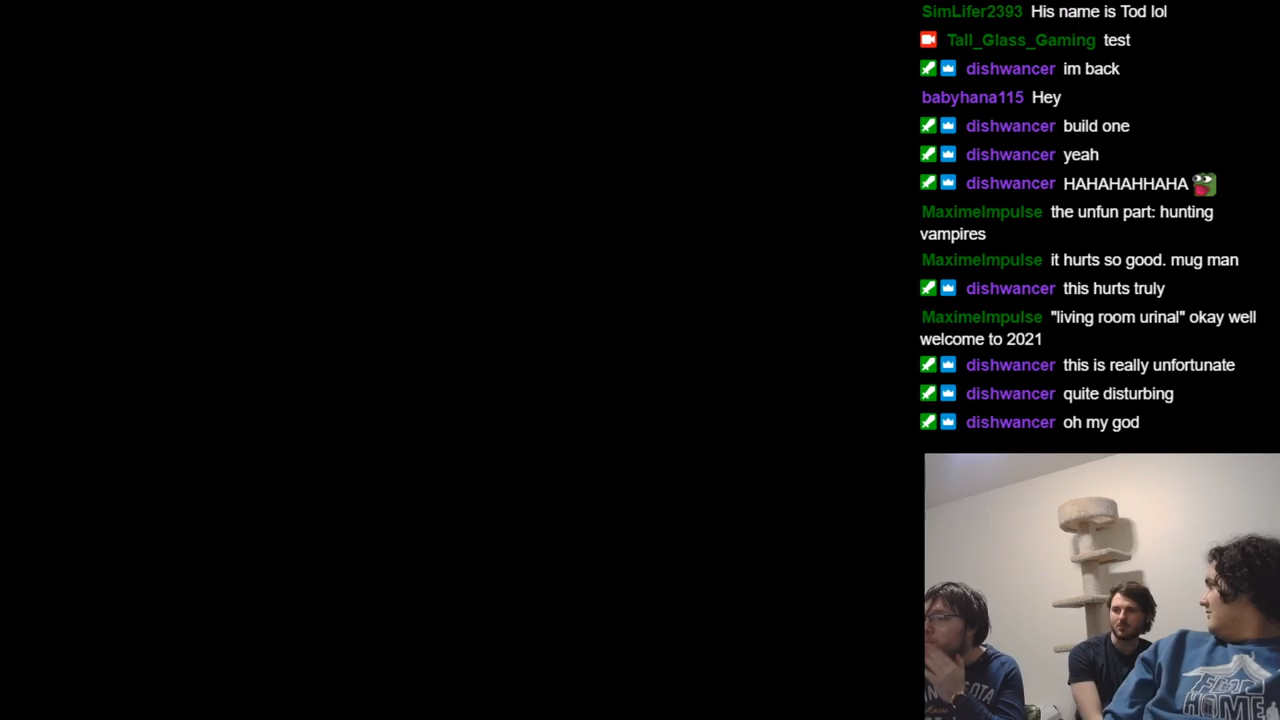 SimLifer2393 His name is Tod lol
Tall_Glass_Gaming test
dishwancer im back
babyhana115 Hey
dishwancer build one
dishwancer yeah
dishwancer HAHAHAHHAHA
MaximeImpulse the unfun part: hunting
vampires
MaximeImpulse it hurts so good. mug man
dishwancer this hurts truly
MaximeImpulse "living room urinal" okay well
welcome to 2021
dishwancer this is really unfortunate
dishwancer quite disturbing
dishwancer oh my god
HOME